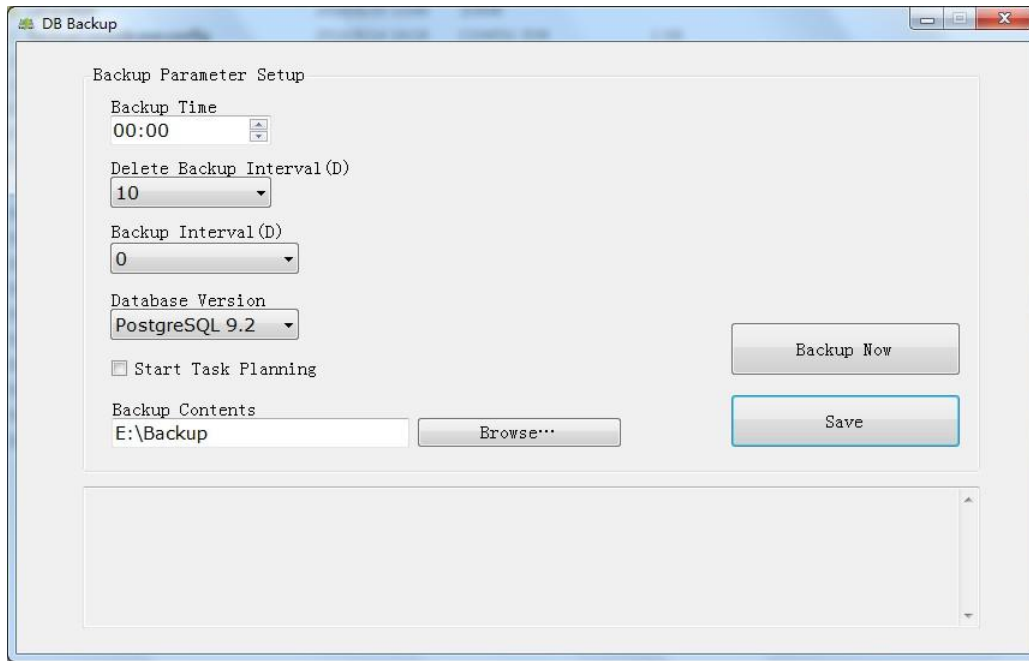 DB Backup
Backup Parameter Setup
Backup Time
00:00
Delete Backup Interval(D)
10
Backup Interval(D)
0
Database Version
PostgreSQL 9.2
Backup Now
Start Task Planning
Backup Contents
Save
E:\Backup
Browse…